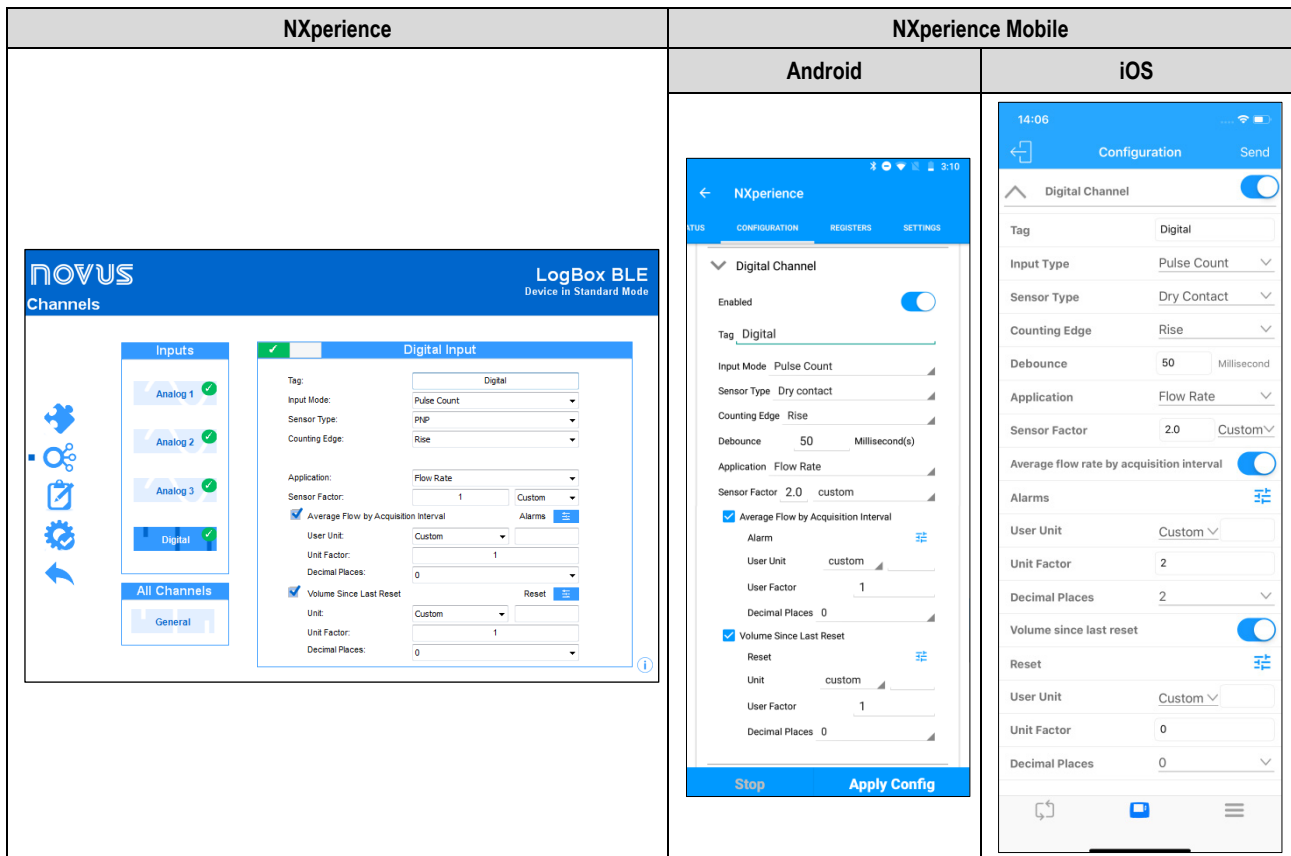 NXperience
NXperience Mobile
Android
iOS
novus
Channels
LogBox BLE
Device in Standard Mode
Inputs
Analog 1
Analog 2
Analog 3
Digital
All Channels
General
Digital Input
Tag: Digital
Input Mode: Pulse Count
Sensor Type: PNP
Counting Edge: Rise
Application: Flow Rate
Sensor Factor: 1 Custom
Average Flow by Acquisition Interval Alarms
User Unit: Custom
Unit Factor: 1
Decimal Places: 0
Volume Since Last Reset Reset
Unit: Custom
Unit Factor: 1
Decimal Places: 0
3:10
NXperience
ATUS CONFIGURATION REGISTERS SETTINGS
Digital Channel
Enabled
Tag Digital
Input Mode Pulse Count
Sensor Type Dry contact
Counting Edge Rise
Debounce 50 Millisecond(s)
Application Flow Rate
Sensor Factor 2.0 custom
Average Flow by Acquisition Interval
Alarm
User Unit custom
User Factor 1
Decimal Places 0
Volume Since Last Reset
Reset
Unit custom
User Factor 1
Decimal Places 0
Stop Apply Config
14:06
Configuration Send
Digital Channel
Tag Digital
Input Type Pulse Count
Sensor Type Dry Contact
Counting Edge Rise
Debounce 50 Millisecond
Application Flow Rate
Sensor Factor 2.0 Custom
Average flow rate by acquisition interval
Alarms
User Unit Custom
Unit Factor 2
Decimal Places 2
Volume since last reset
Reset
User Unit Custom
Unit Factor 0
Decimal Places 0